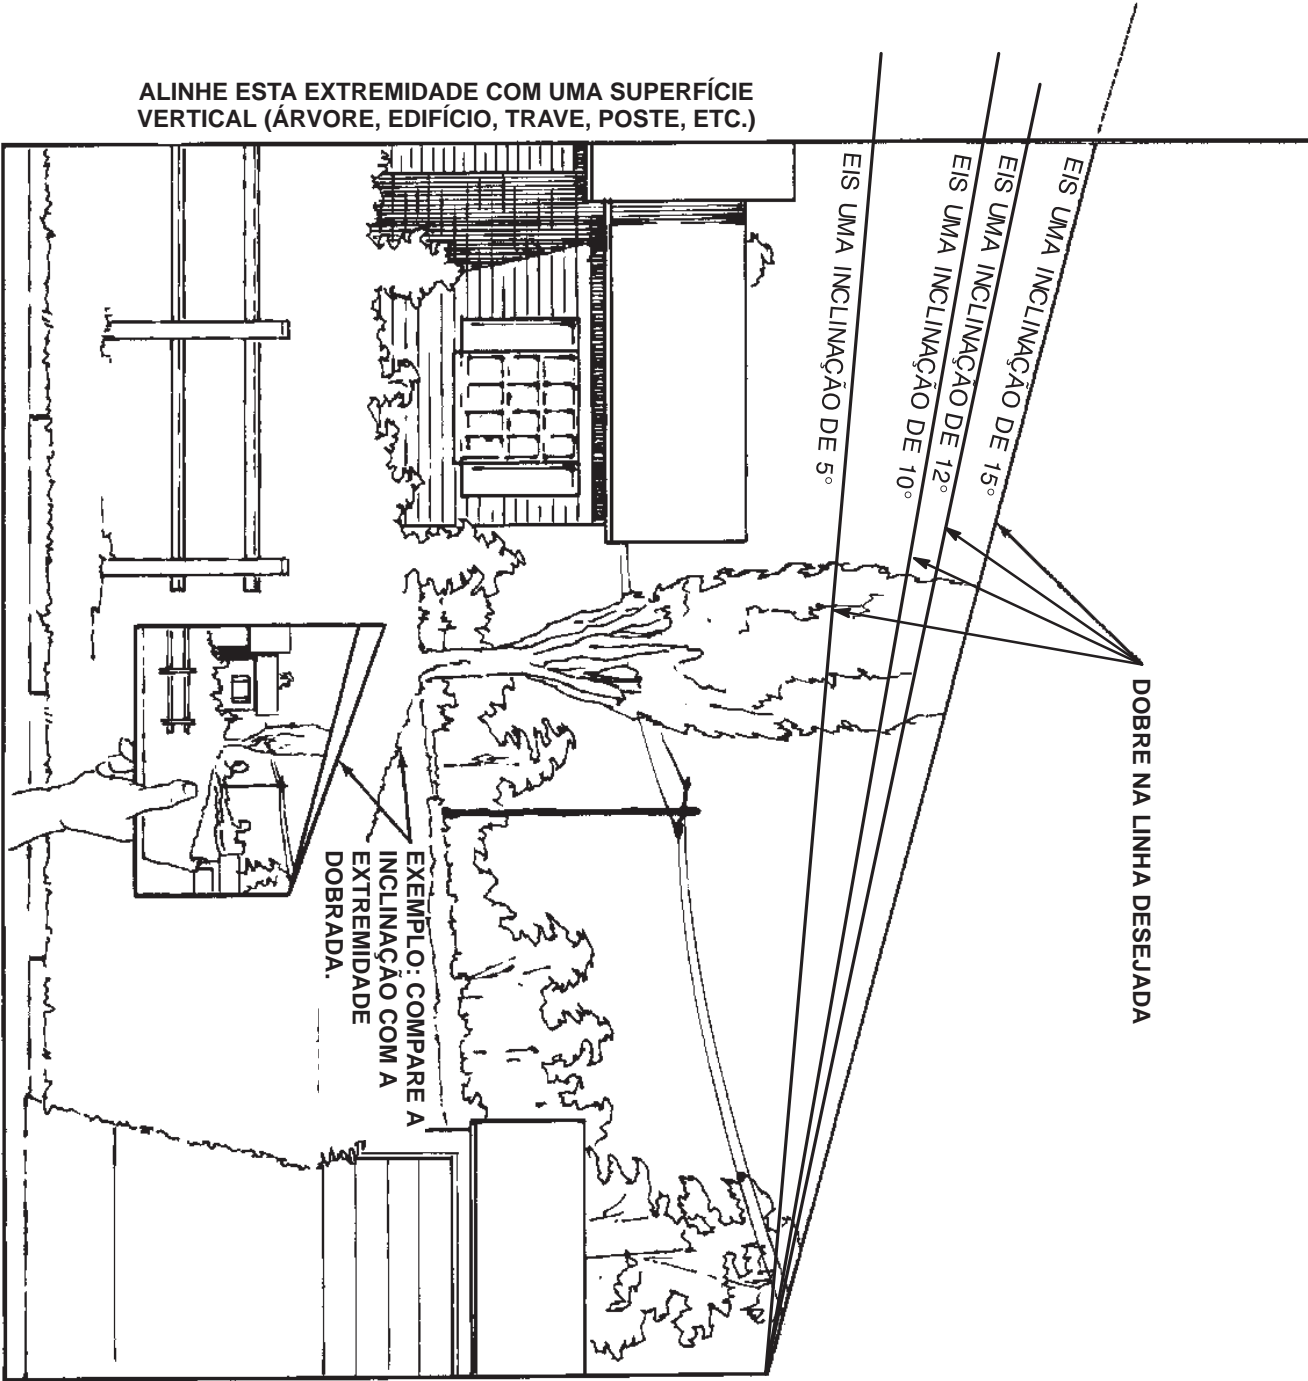 ALINHE ESTA EXTREMIDADE COM UMA SUPERFÍCIE
VERTICAL (ÁRVORE, EDIFÍCIO, TRAVE, POSTE, ETC.)
EIS UMA INCLINAÇÃO DE 15°
EIS UMA INCLINAÇÃO DE 12°
EIS UMA INCLINAÇÃO DE 10°
EIS UMA INCLINAÇÃO DE 5°
DOBRE NA LINHA DESEJADA
EXEMPLO: COMPARE A
INCLINAÇÃO COM A
EXTREMIDADE
DOBRADA.